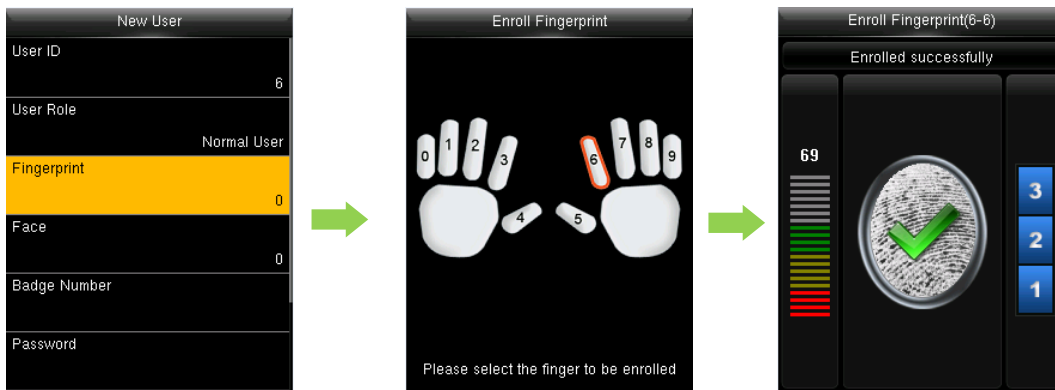 New User
User ID
6
User Role
Normal User
Fingerprint
0
Face
0
Badge Number
Password
Enroll Fingerprint
0 1 2 3 4 5 6 7 8 9
Please select the finger to be enrolled
Enroll Fingerprint(6-6)
Enrolled successfully
69
3
2
1